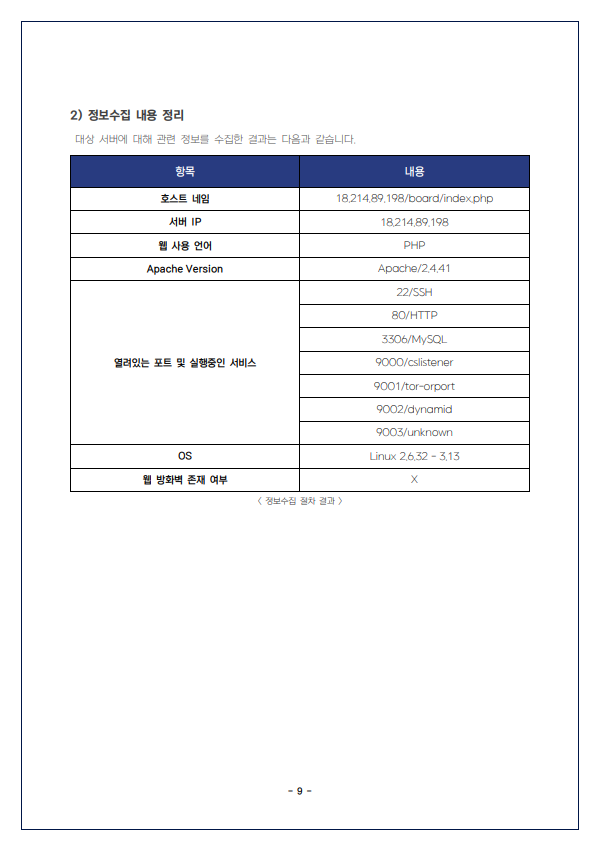 2) 정보수집 내용 정리
대상 서버에 대해 관련 정보를 수집한 결과는 다음과 같습니다.
항목 내용
호스트 네임 18.214.89.198/board/index.php
서버 IP 18.214.89.198
웹 사용 언어 PHP
Apache Version Apache/2.4.41
22/SSH
80/HTTP
3306/MySQL
열려있는 포트 및 실행중인 서비스 9000/cslistener
9001/tor-orport
9002/dynamid
9003/unknown
OS Linux 2.6.32 - 3.13
웹 방화벽 존재 여부 X
< 정보수집 절차 결과 >
- 9 -